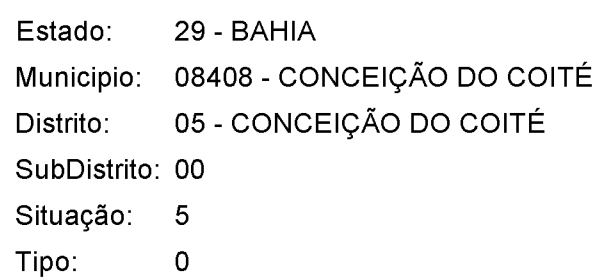 Estado: 29 - BAHIA
Municipio: 08408 - CONCEIÇÃO DO COITÉ
Distrito: 05 - CONCEIÇÃO DO COITÉ
SubDistrito: 00
Situação: 5
Tipo: 0